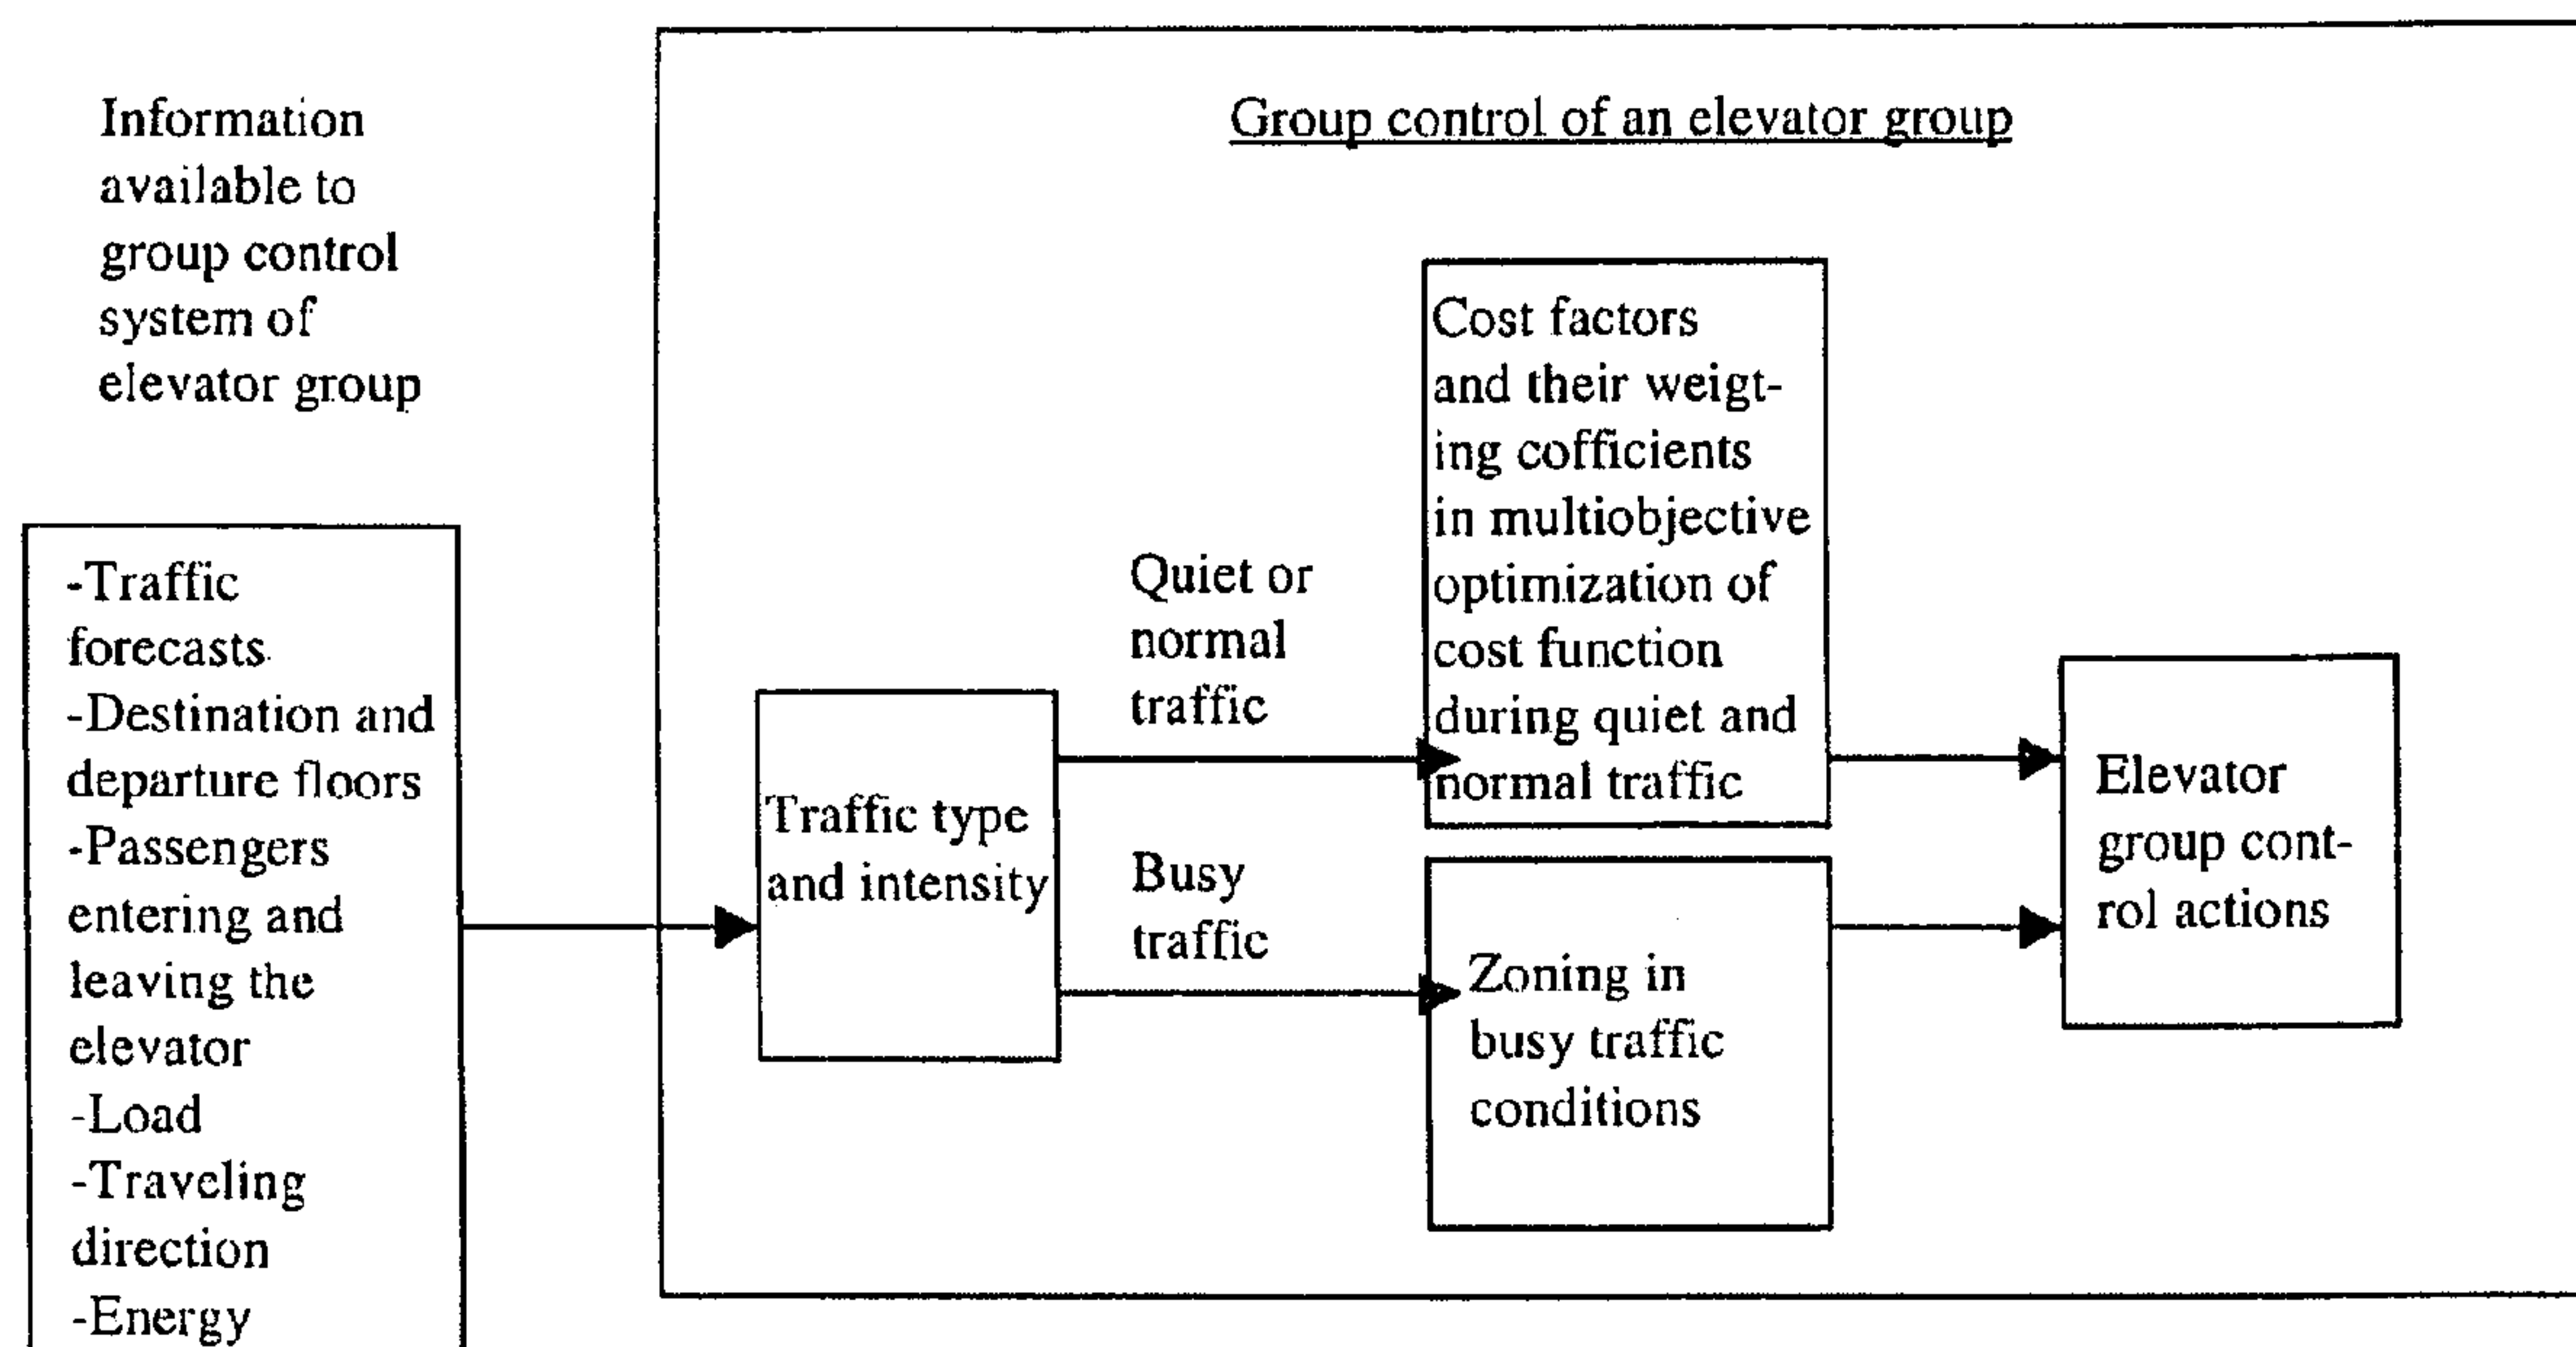 Information
available to
group control
system of
elevator group
-Traffic
forecasts
-Destination and
departure floors
-Passengers
entering and
leaving the
elevator
-Load
-Traveling
direction
-Energy
Group control of an elevator group
Traffic type
and intensity
Quiet or
normal
traffic
Busy
traffic
Cost factors
and their weigt-
ing cofficients
in multiobjective
optimization of
cost function
during quiet and
normal traffic
Zoning in
busy traffic
conditions
Elevator
group cont-
rol actions